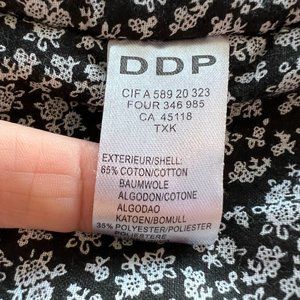 DDP
CIF A 589 20 323
FOUR 346 985
CA 45118
TXK
EXTERIEUR/SHELL:
65% COTON/COTTON
BAUMWOLE
ALGODON/COTONE
ALGODAO
KATOEN/BOMULL
35% POLYESTER/POLIESTER
POLIESTERE